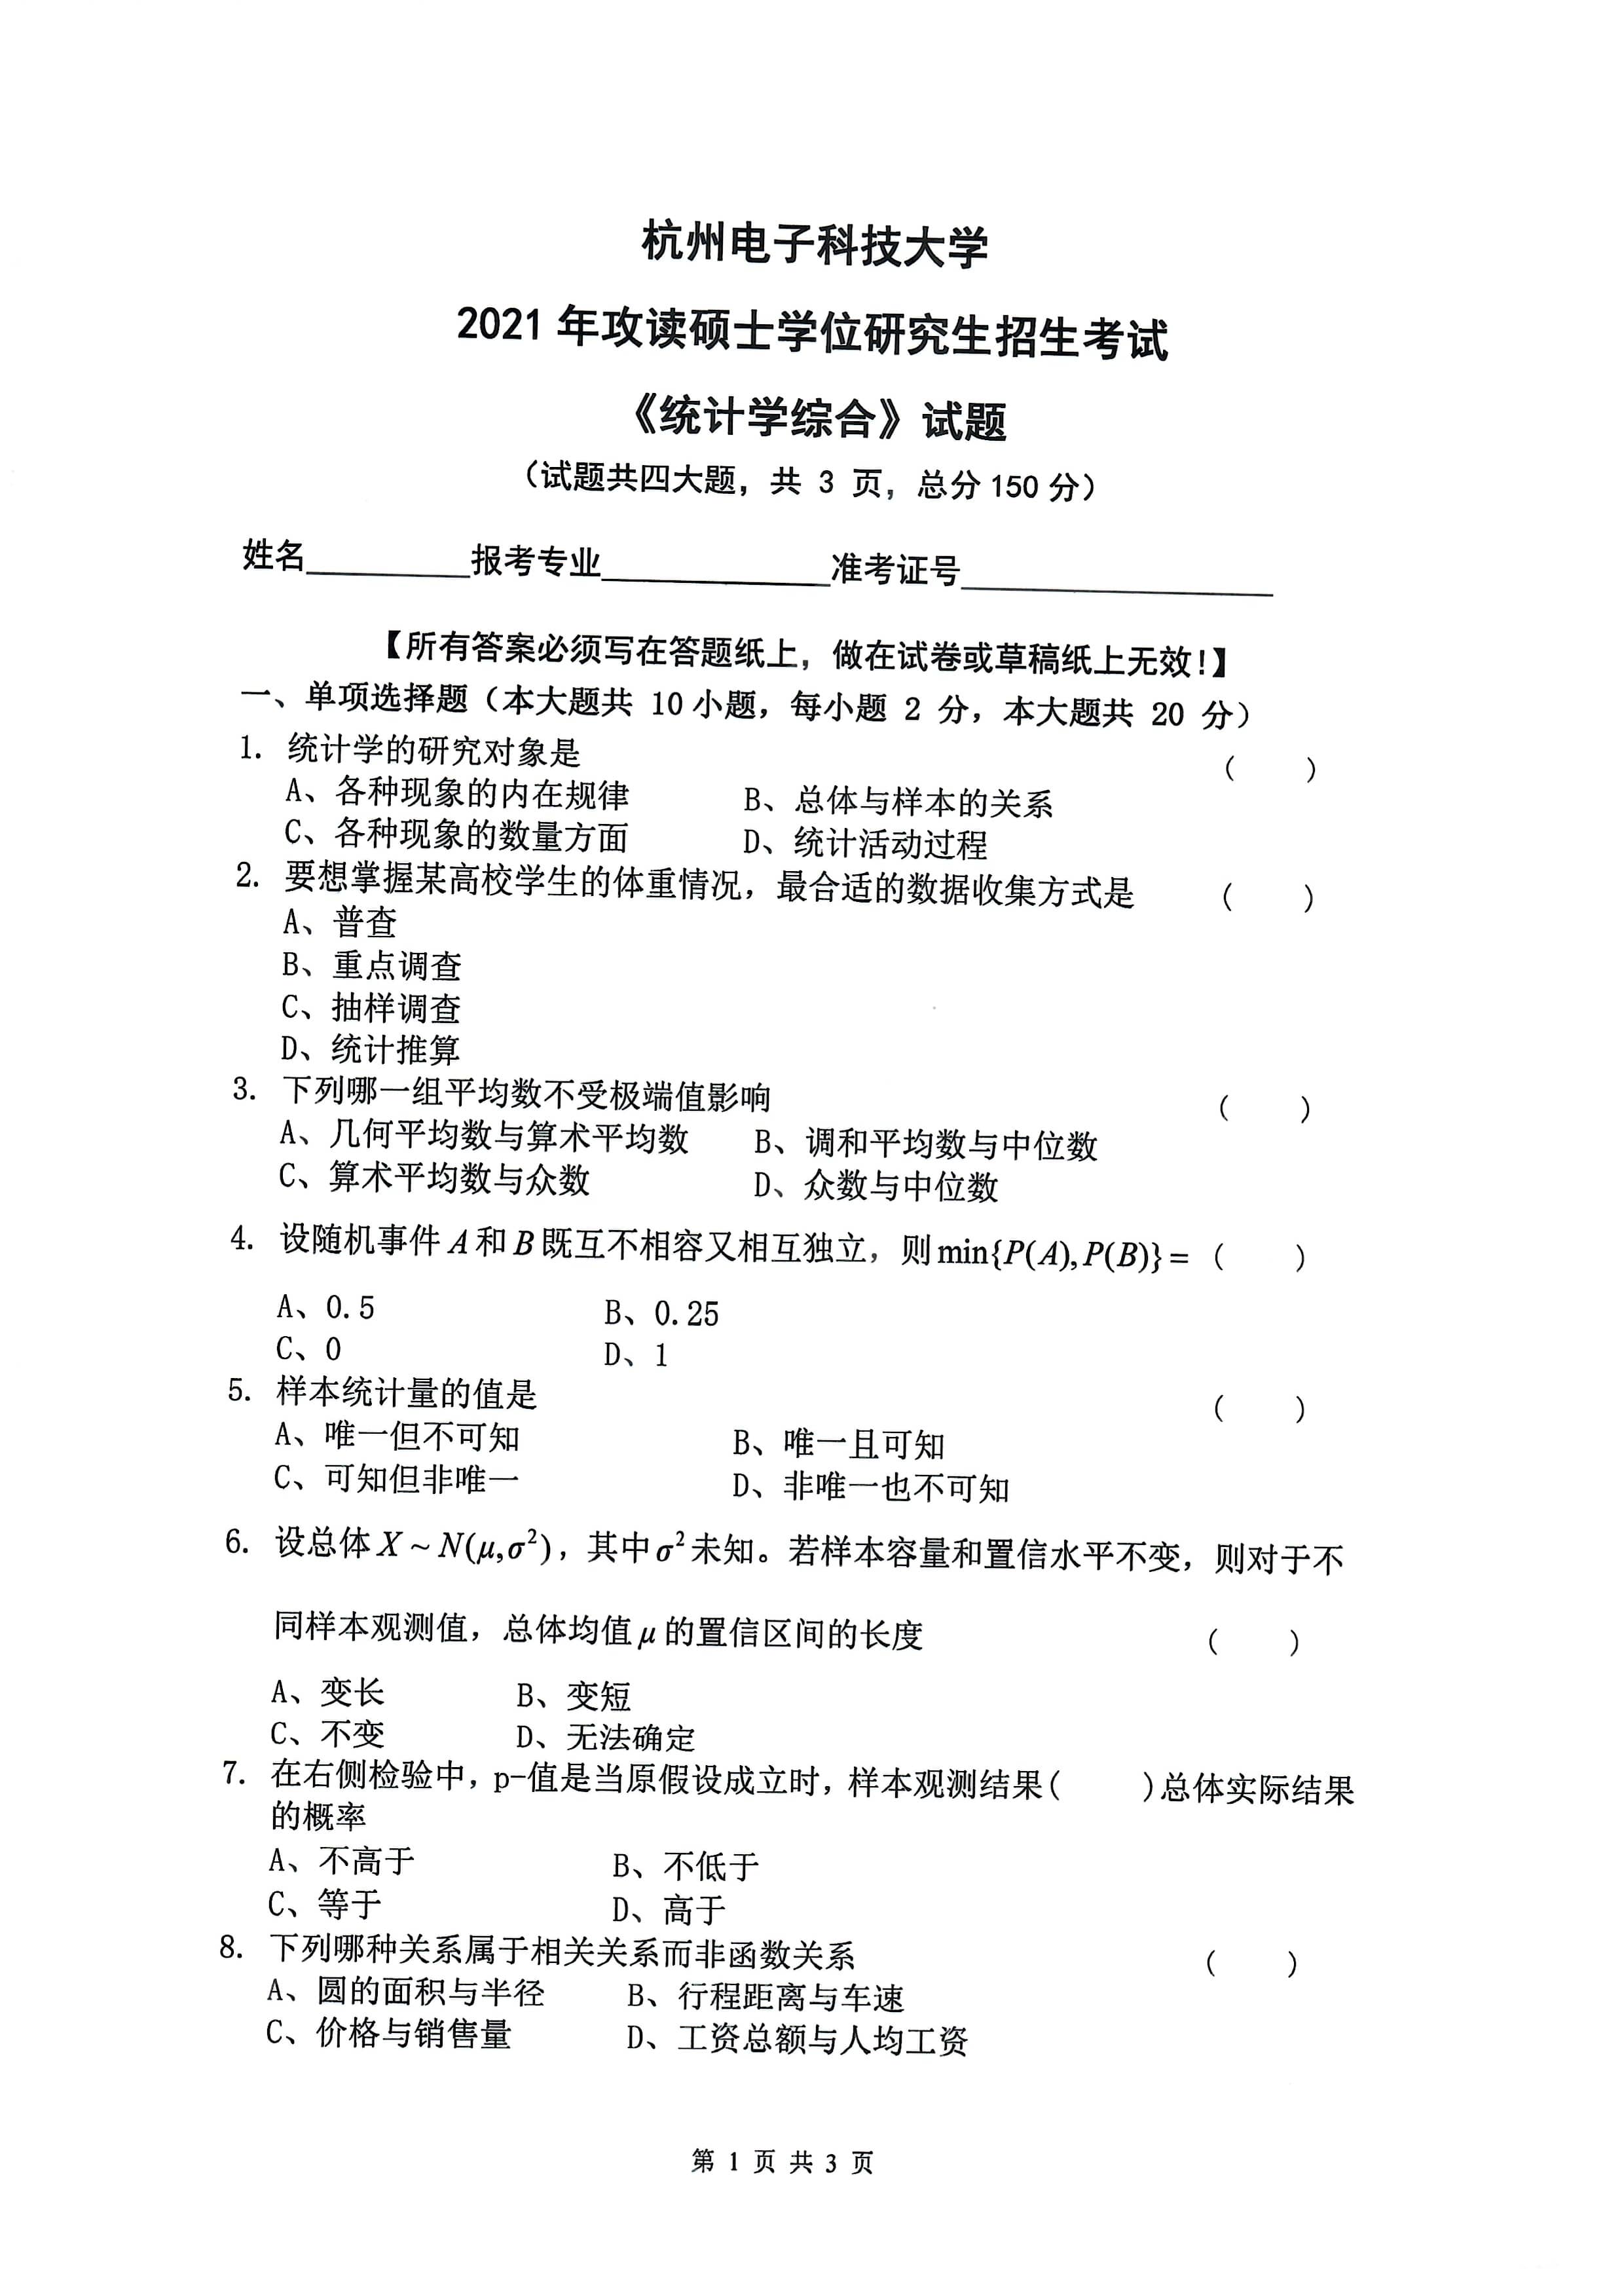 杭州电子科技大学
2021 年攻读硕士学位研究生招生考试
《统计学综合》试题
（试题共四大题，共 3 页，总分 150 分）
姓名__________报考专业______________准考证号___________________
【所有答案必须写在答题纸上，做在试卷或草稿纸上无效!】
一、单项选择题（本大题共 10 小题，每小题 2 分，本大题共 20 分）
1. 统计学的研究对象是 （ ）
A、各种现象的内在规律 B、总体与样本的关系
C、各种现象的数量方面 D、统计活动过程
2. 要想掌握某高校学生的体重情况，最合适的数据收集方式是 （ ）
A、普查
B、重点调查
C、抽样调查
D、统计推算
3. 下列哪一组平均数不受极端值影响 （ ）
A、几何平均数与算术平均数 B、调和平均数与中位数
C、算术平均数与众数 D、众数与中位数
4. 设随机事件 A 和 B 既互不相容又相互独立，则 min{P(A), P(B)} = （ ）
A、0.5 B、0.25
C、0 D、1
5. 样本统计量的值是 （ ）
A、唯一但不可知 B、唯一且可知
C、可知但非唯一 D、非唯一也不可知
6. 设总体 X ~ N(μ,σ²)，其中 σ² 未知。若样本容量和置信水平不变，则对于不
同样本观测值，总体均值 μ 的置信区间的长度 （ ）
A、变长 B、变短
C、不变 D、无法确定
7. 在右侧检验中，p-值是当原假设成立时，样本观测结果( )总体实际结果
的概率
A、不高于 B、不低于
C、等于 D、高于
8. 下列哪种关系属于相关关系而非函数关系 （ ）
A、圆的面积与半径 B、行程距离与车速
C、价格与销售量 D、工资总额与人均工资
第 1 页 共 3 页